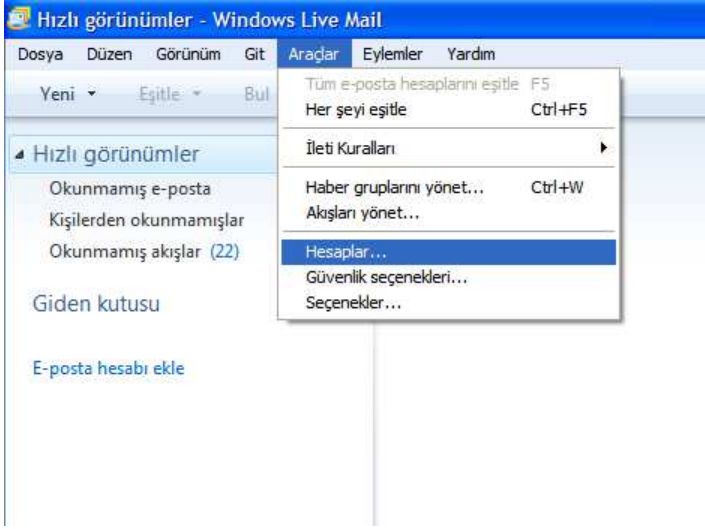 Hızlı görünümler - Windows Live Mail
Dosya Düzen Görünüm Git Araçlar Eylemler Yardım
Yeni Eşitle Bul
Tüm e-posta hesaplarını eşitle F5
Her şeyi eşitle Ctrl+F5
İleti Kuralları
Haber gruplarını yönet... Ctrl+W
Akışları yönet...
Hesaplar...
Güvenlik seçenekleri...
Seçenekler...
Hızlı görünümler
Okunmamış e-posta
Kişilerden okunmamışlar
Okunmamış akışlar (22)
Giden kutusu
E-posta hesabı ekle